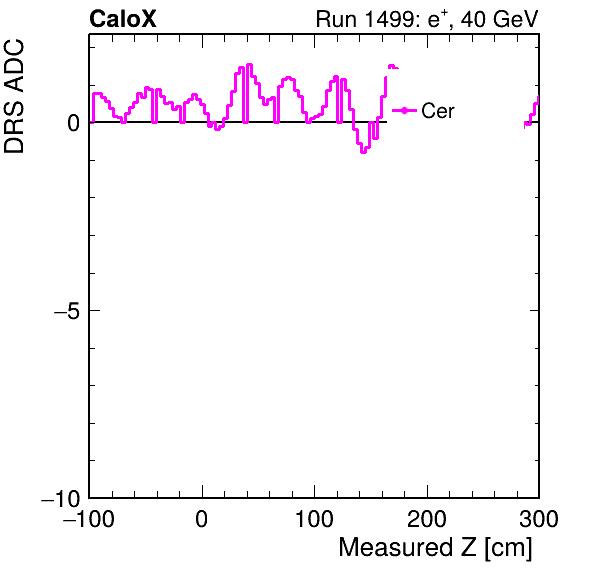 CaloX Run 1499: e+, 40 GeV
DRS ADC
Cer
0
−5
−10
−100 0 100 200 300
Measured Z [cm]